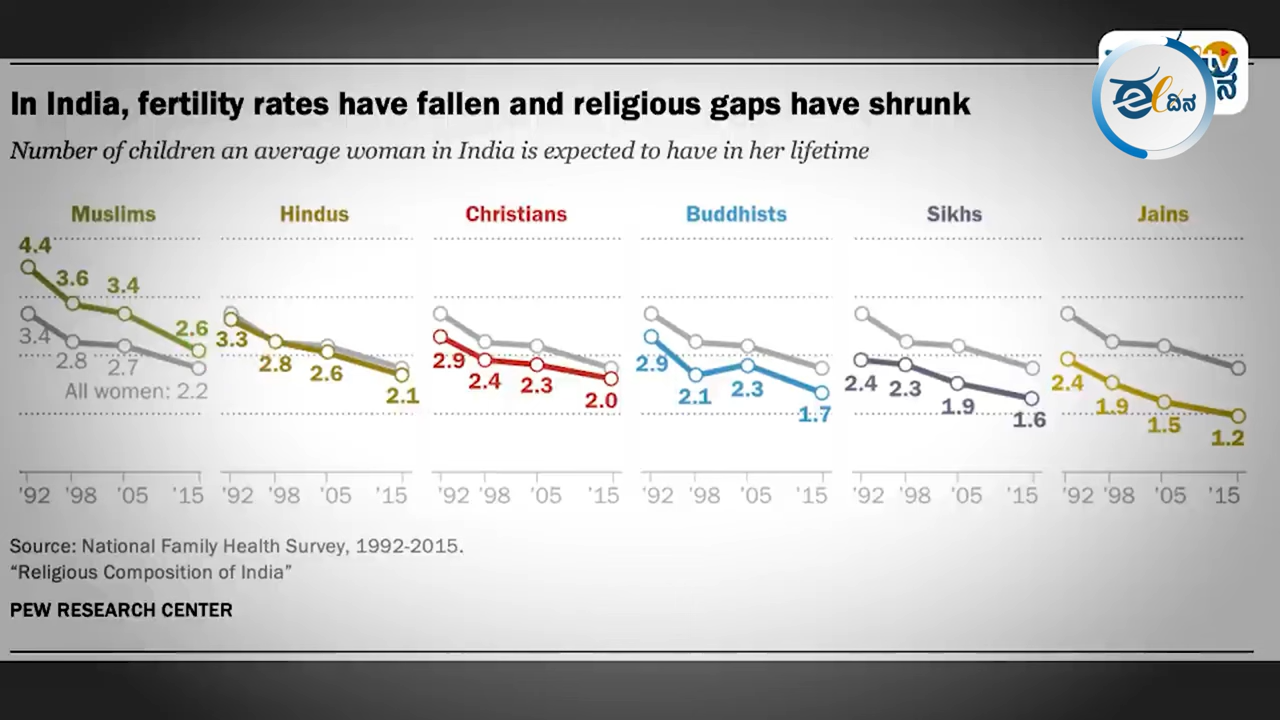 ಈ ದಿನ
tv
ನ
In India, fertility rates have fallen and religious gaps have shrunk
Number of children an average woman in India is expected to have in her lifetime
Muslims Hindus Christians Buddhists Sikhs Jains
4.4 3.6 3.4 2.6
3.4 2.8 2.7
All women: 2.2
3.3 2.8 2.6 2.1
2.9 2.4 2.3 2.0
2.9 2.1 2.3 1.7
2.4 2.3 1.9 1.6
2.4 1.9 1.5 1.2
'92 '98 '05 '15 '92 '98 '05 '15 '92 '98 '05 '15 '92 '98 '05 '15 '92 '98 '05 '15 '92 '98 '05 '15
Source: National Family Health Survey, 1992-2015.
“Religious Composition of India”
PEW RESEARCH CENTER